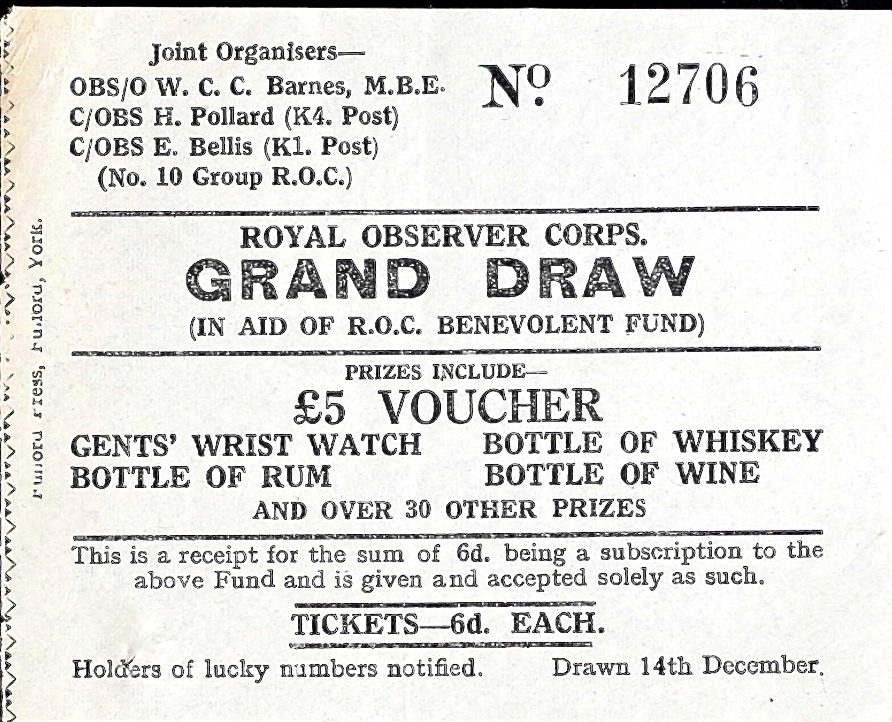 Joint Organisers—
OBS/O W. C. C. Barnes, M.B.E.
C/OBS H. Pollard (K4. Post)
C/OBS E. Bellis (K1. Post)
(No. 10 Group R.O.C.)
No. 12706
ROYAL OBSERVER CORPS.
GRAND DRAW
(IN AID OF R.O.C. BENEVOLENT FUND)
PRIZES INCLUDE—
£5 VOUCHER
GENTS' WRIST WATCH BOTTLE OF WHISKEY
BOTTLE OF RUM BOTTLE OF WINE
AND OVER 30 OTHER PRIZES
This is a receipt for the sum of 6d. being a subscription to the
above Fund and is given and accepted solely as such.
TICKETS—6d. EACH.
Holders of lucky numbers notified. Drawn 14th December.
Fulford Press, Fulford, York.